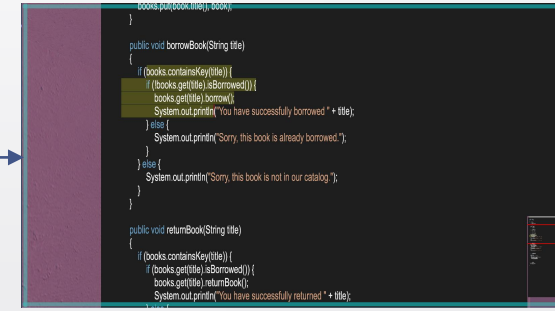 books.put(book.title(), book);
}
public void borrowBook(String title)
{
if (books.containsKey(title)) {
if (!books.get(title).isBorrowed()) {
books.get(title).borrow();
System.out.println("You have successfully borrowed " + title);
} else {
System.out.println("Sorry, this book is already borrowed.");
}
} else {
System.out.println("Sorry, this book is not in our catalog.");
}
}
public void returnBook(String title)
{
if (books.containsKey(title)) {
if (books.get(title).isBorrowed()) {
books.get(title).returnBook();
System.out.println("You have successfully returned " + title);
} else {